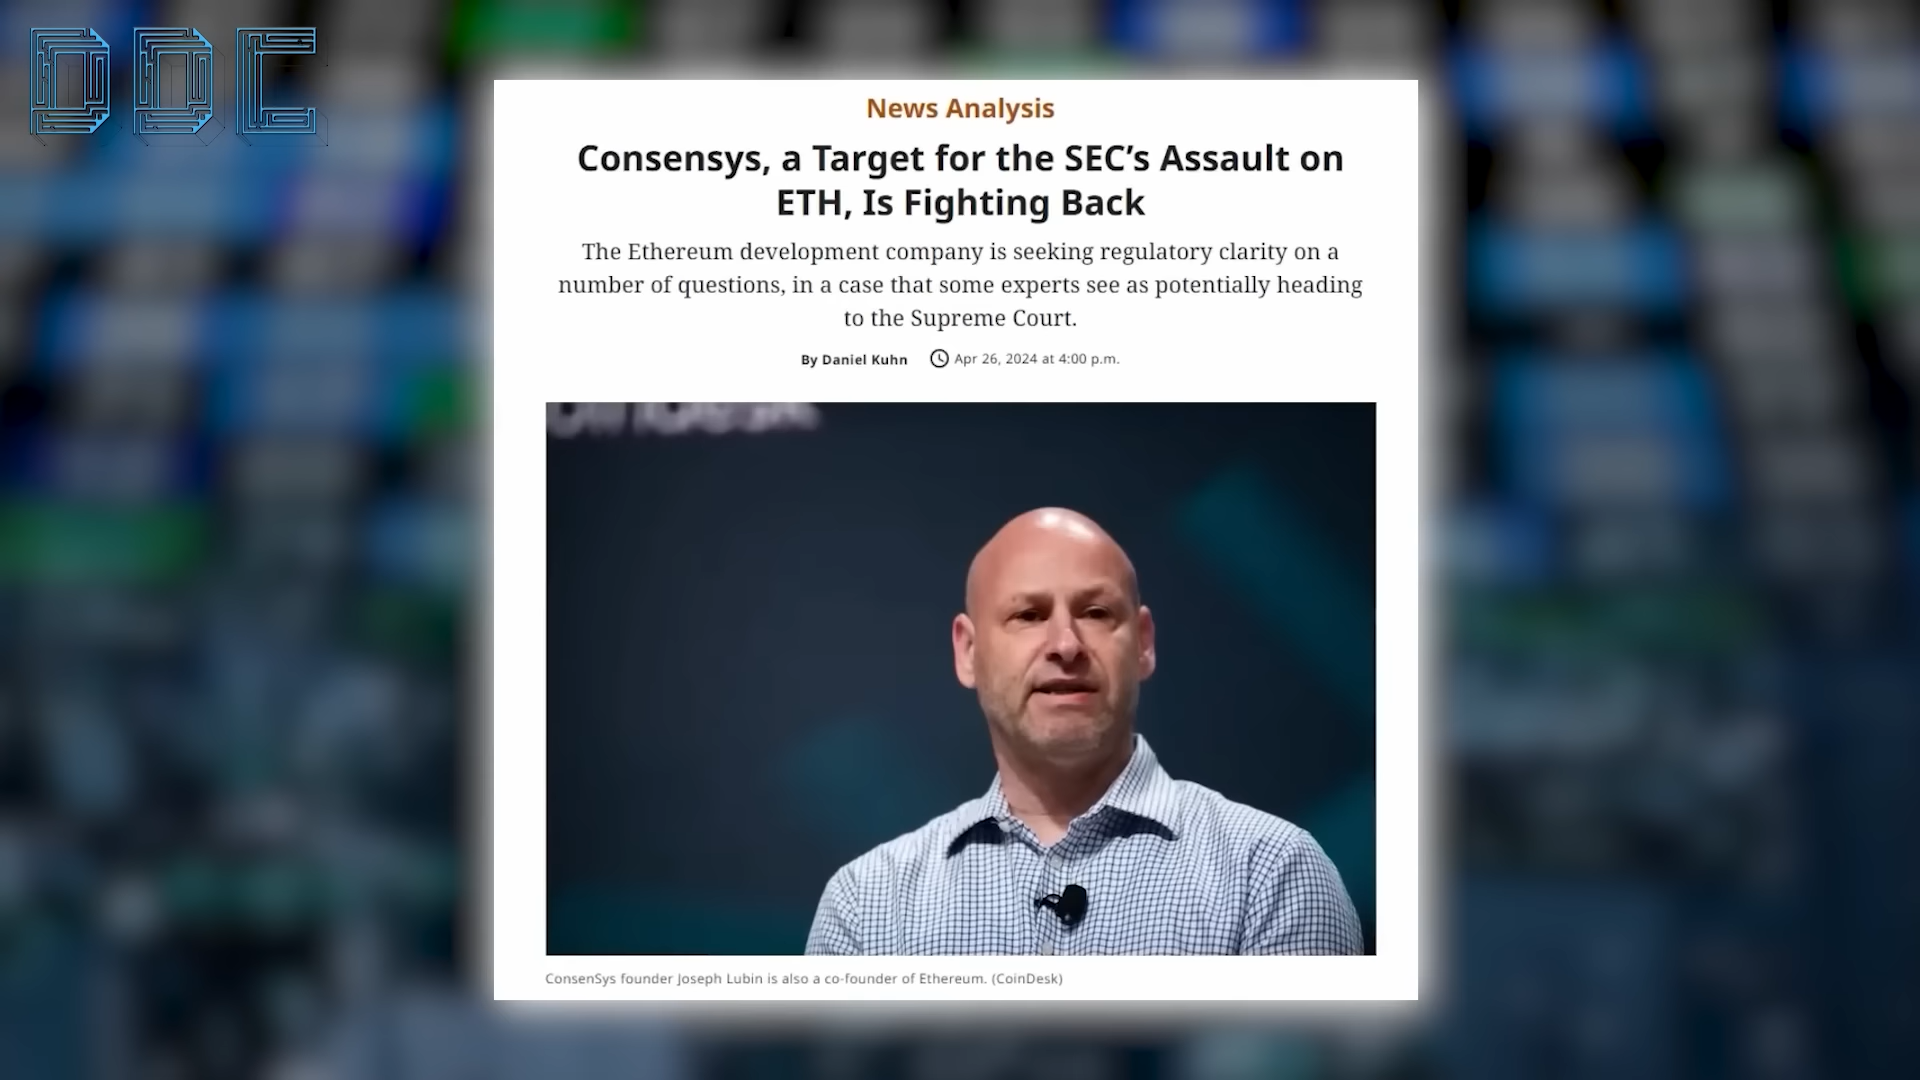 DDC
News Analysis
Consensys, a Target for the SEC’s Assault on
ETH, Is Fighting Back
The Ethereum development company is seeking regulatory clarity on a
number of questions, in a case that some experts see as potentially heading
to the Supreme Court.
By Daniel Kuhn Apr 26, 2024 at 4:00 p.m.
ConsenSys founder Joseph Lubin is also a co-founder of Ethereum. (CoinDesk)